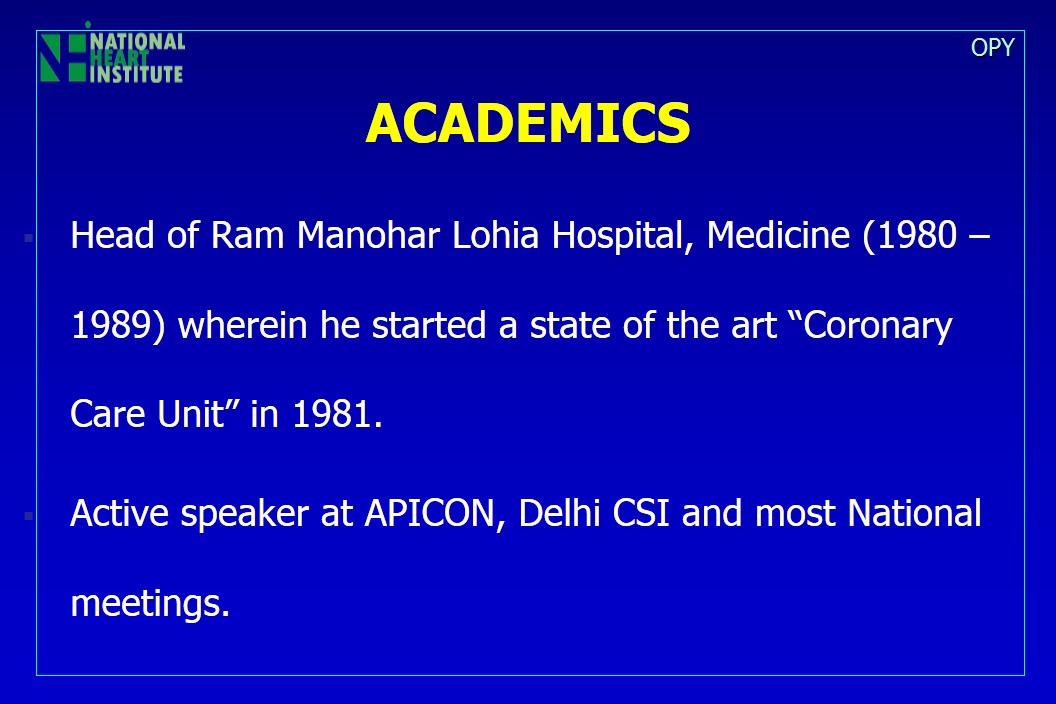 NATIONAL
HEART
INSTITUTE
OPY
ACADEMICS
Head of Ram Manohar Lohia Hospital, Medicine (1980 –
1989) wherein he started a state of the art “Coronary
Care Unit” in 1981.
Active speaker at APICON, Delhi CSI and most National
meetings.